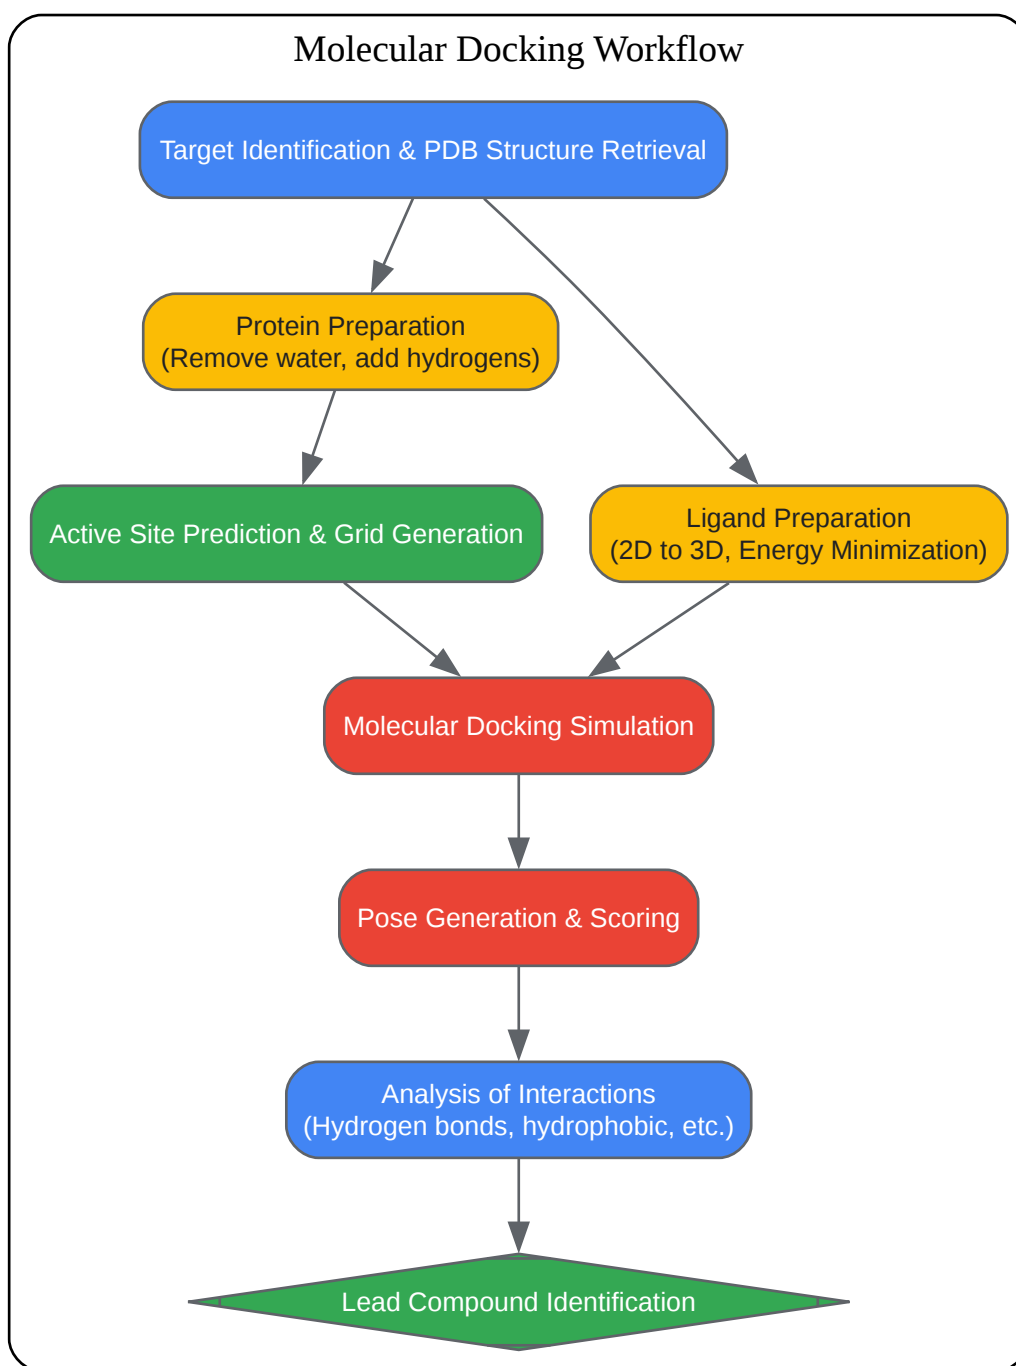 Molecular Docking Workflow
Target Identification & PDB Structure Retrieval
Protein Preparation
(Remove water, add hydrogens)
Active Site Prediction & Grid Generation
Ligand Preparation
(2D to 3D, Energy Minimization)
Molecular Docking Simulation
Pose Generation & Scoring
Analysis of Interactions
(Hydrogen bonds, hydrophobic, etc.)
Lead Compound Identification